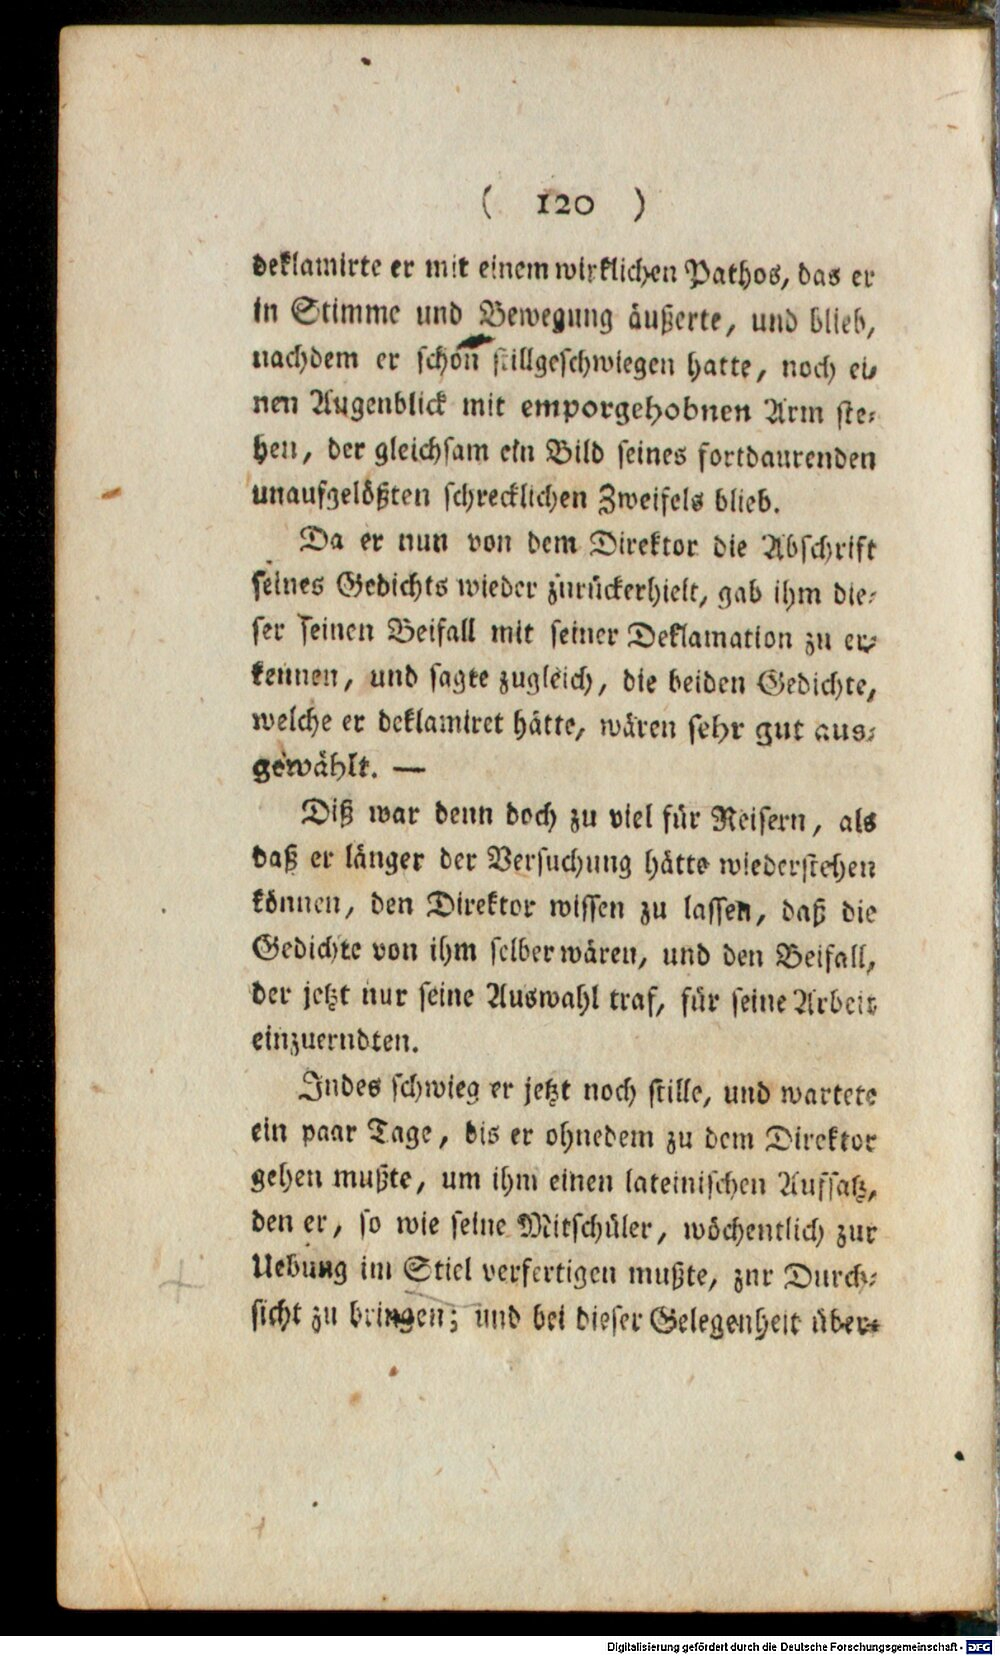 ( 120 )
deklamirte er mit einem wirklichen Pathos, das er
in Stimme und Bewegung äußerte, und blieb,
nachdem er schon stillgeschwiegen hatte, noch ei-
nen Augenblick mit emporgehobnen Arm ste-
hen, der gleichsam ein Bild seines fortdaurenden
unaufgelößten schrecklichen Zweifels blieb.
Da er nun von dem Direktor die Abschrift
seines Gedichts wieder zurückerhielt, gab ihm die-
ser seinen Beifall mit seiner Deklamation zu er-
kennen, und sagte zugleich, die beiden Gedichte,
welche er deklamiret hätte, wären sehr gut aus-
gewählt. —
Diß war denn doch zu viel für Reisern, als
daß er länger der Versuchung hätte wiederstehen
können, den Direktor wissen zu lassen, daß die
Gedichte von ihm selber wären, und den Beifall,
der jetzt nur seine Auswahl traf, für seine Arbeit
einzuerndten.
Indes schwieg er jetzt noch stille, und wartete
ein paar Tage, bis er ohnedem zu dem Direktor
gehen mußte, um ihm einen lateinischen Aufsatz,
den er, so wie seine Mitschüler, wöchentlich zur
Uebung im Stiel verfertigen mußte, zur Durch-
sicht zu bringen; und bei dieser Gelegenheit über-
Digitalisierung gefördert durch die Deutsche Forschungsgemeinschaft - DFG